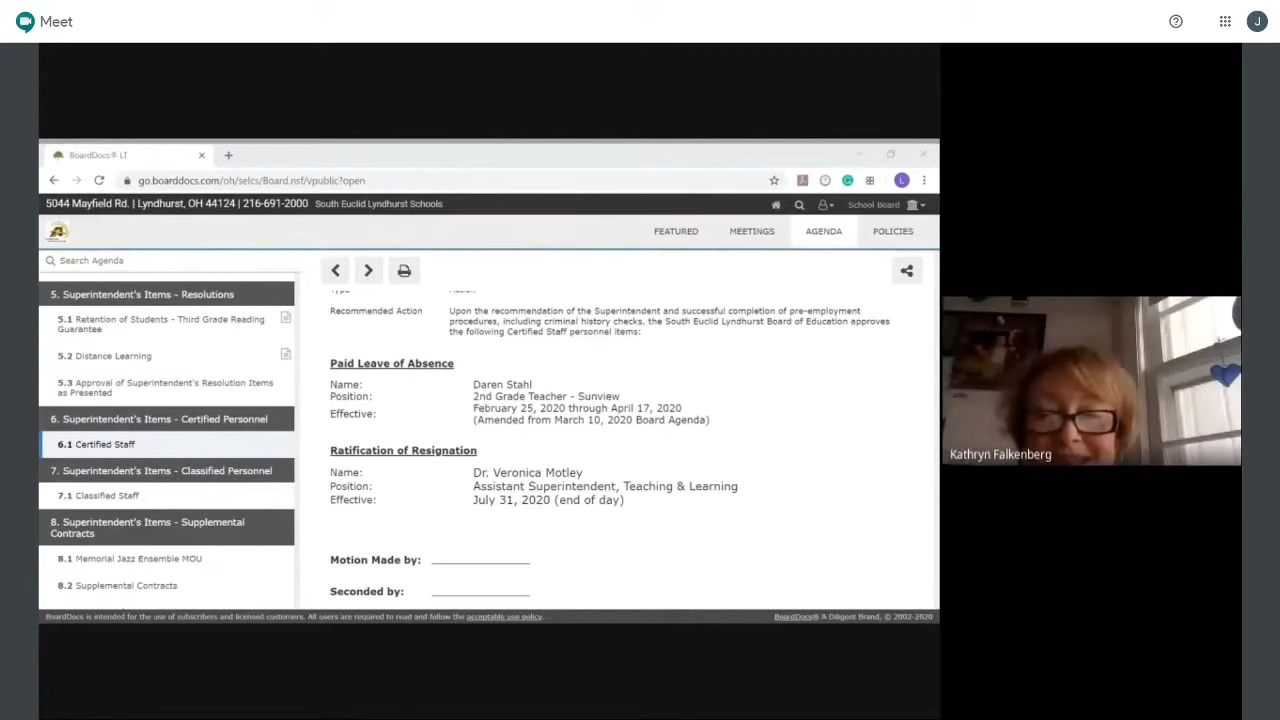 Meet
J
BoardDocs® LT
go.boarddocs.com/oh/selcs/Board.nsf/vpublic?open
L
5044 Mayfield Rd. | Lyndhurst, OH 44124 | 216-691-2000 South Euclid Lyndhurst Schools
School Board
FEATURED MEETINGS AGENDA POLICIES
Search Agenda
5. Superintendent's Items - Resolutions
5.1 Retention of Students - Third Grade Reading
Guarantee
5.2 Distance Learning
5.3 Approval of Superintendent's Resolution Items
as Presented
6. Superintendent's Items - Certified Personnel
6.1 Certified Staff
7. Superintendent's Items - Classified Personnel
7.1 Classified Staff
8. Superintendent's Items - Supplemental
Contracts
8.1 Memorial Jazz Ensemble MOU
8.2 Supplemental Contracts
Recommended Action Upon the recommendation of the Superintendent and successful completion of pre-employment
procedures, including criminal history checks, the South Euclid Lyndhurst Board of Education approves
the following Certified Staff personnel items:
Paid Leave of Absence
Name: Daren Stahl
Position: 2nd Grade Teacher - Sunview
Effective: February 25, 2020 through April 17, 2020
(Amended from March 10, 2020 Board Agenda)
Ratification of Resignation
Name: Dr. Veronica Motley
Position: Assistant Superintendent, Teaching & Learning
Effective: July 31, 2020 (end of day)
Motion Made by: ______________
Seconded by: ______________
BoardDocs is intended for the use of subscribers and licensed customers. All users are required to read and follow the acceptable use policy.
BoardDocs® A Diligent Brand, © 2002-2020
Kathryn Falkenberg